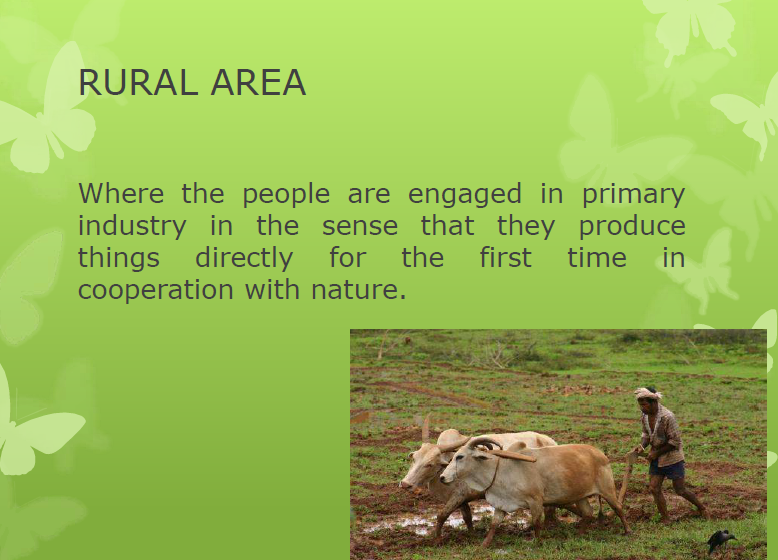 RURAL AREA
Where the people are engaged in primary
industry in the sense that they produce
things directly for the first time in
cooperation with nature.